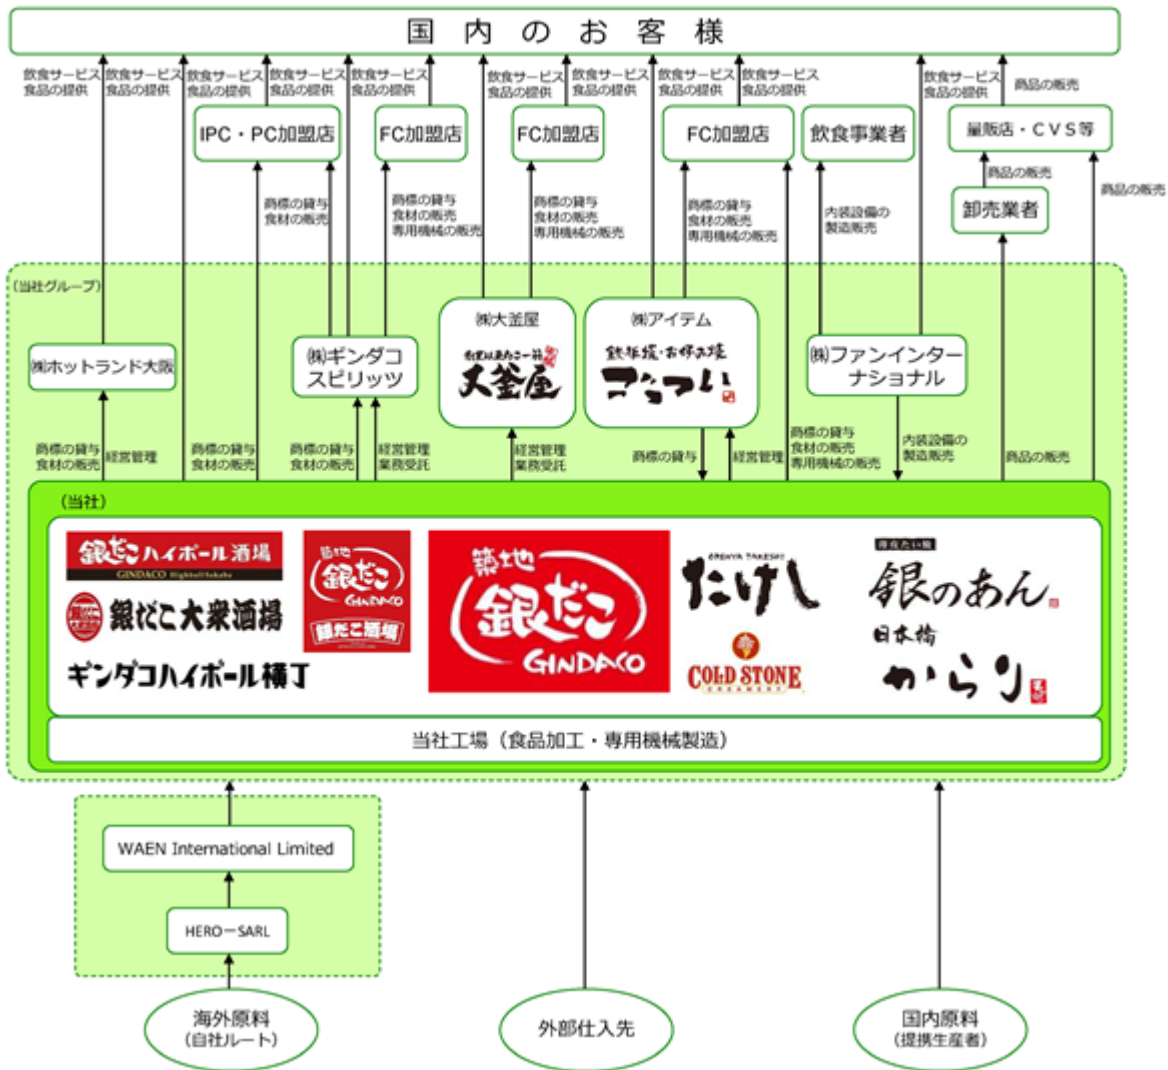 国内のお客様
飲食サービス
食品の提供
飲食サービス
食品の提供
飲食サービス
食品の提供
飲食サービス
食品の提供
飲食サービス
食品の提供
飲食サービス
食品の提供
飲食サービス
食品の提供
飲食サービス
食品の提供
飲食サービス
食品の提供
飲食サービス
食品の提供
商品の販売
IPC・PC加盟店
FC加盟店
FC加盟店
FC加盟店
飲食事業者
量販店・CVS等
商品の販売
商品の販売
卸売業者
商標の貸与
食材の販売
商標の貸与
食材の販売
専用機械の販売
商標の貸与
食材の販売
専用機械の販売
商標の貸与
食材の販売
専用機械の販売
内装設備の
製造販売
(当社グループ)
㈱ホットランド大阪
㈱ギンダコ
スピリッツ
㈱大釜屋
大釜屋
㈱アイテム
鉄板焼・お好み焼
ごっつい
㈱ファンインター
ナショナル
商標の貸与
食材の販売
経営管理
商標の貸与
食材の販売
商標の貸与
食材の販売
経営管理
業務受託
経営管理
業務受託
商標の貸与
経営管理
商標の貸与
食材の販売
専用機械の販売
内装設備の
製造販売
商品の販売
(当社)
銀だこハイボール酒場
GINDACO Highball Sakaba
銀だこ大衆酒場
ギンダコハイボール横丁
築地
銀だこ
GINDACO
銀だこ酒場
築地
銀だこ
GINDACO
ORENYA TAKESHI
たけし
COLD STONE
CREAMERY
薄皮たい焼
銀のあん
日本橋
からり
当社工場(食品加工・専用機械製造)
WAEN International Limited
HERO－SARL
海外原料
(自社ルート)
外部仕入先
国内原料
(提携生産者)